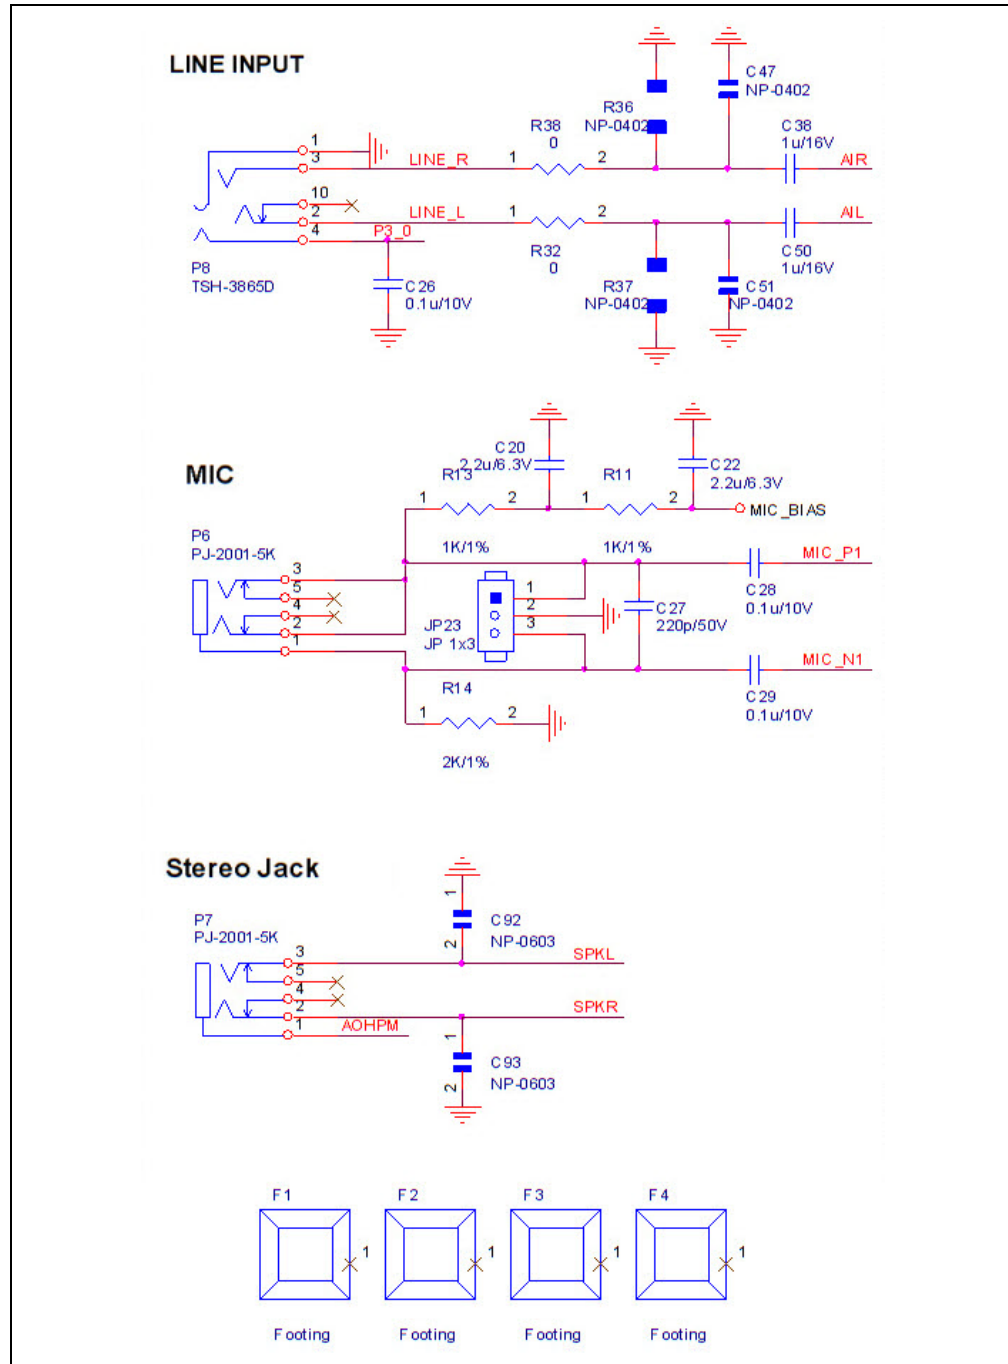 LINE INPUT
C47
NP-0402
R36
NP-0402
R38
0
C38
1u/16V
1
3
LINE_R
1
2
AIR
10
2
LINE_L
1
2
AIL
4
P3_0
R32
0
C50
1u/16V
P8
TSH-3865D
C26
0.1u/10V
R37
NP-0402
C51
NP-0402
MIC
C20
2.2u/6.3V
R13
R11
C22
2.2u/6.3V
1
2
1
2
MIC_BIAS
P6
PJ-2001-5K
1K/1%
1K/1%
MIC_P1
3
5
4
2
1
1
2
3
JP23
JP 1x3
C27
220p/50V
C28
0.1u/10V
MIC_N1
R14
C29
0.1u/10V
1
2
2K/1%
Stereo Jack
P7
PJ-2001-5K
1
2
C92
NP-0603
3
SPKL
5
4
2
SPKR
1
AOHPM
1
2
C93
NP-0603
F1
F2
F3
F4
1
1
1
1
Footing
Footing
Footing
Footing